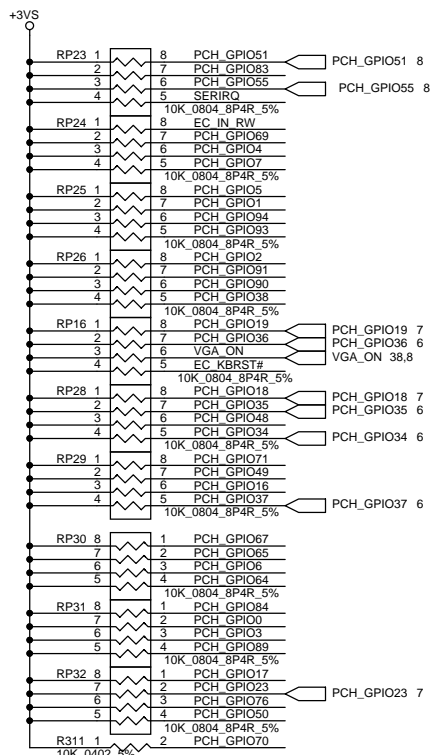 +3VS
RP23 1 8 PCH_GPIO51 PCH_GPIO51 8
2 7 PCH_GPIO83
3 6 PCH_GPIO55 PCH_GPIO55 8
4 5 SERIRQ
10K_0804_8P4R_5%
RP24 1 8 EC_IN_RW
2 7 PCH_GPIO69
3 6 PCH_GPIO4
4 5 PCH_GPIO7
10K_0804_8P4R_5%
RP25 1 8 PCH_GPIO5
2 7 PCH_GPIO1
3 6 PCH_GPIO94
4 5 PCH_GPIO93
10K_0804_8P4R_5%
RP26 1 8 PCH_GPIO2
2 7 PCH_GPIO91
3 6 PCH_GPIO90
4 5 PCH_GPIO38
10K_0804_8P4R_5%
RP16 1 8 PCH_GPIO19 PCH_GPIO19 7
2 7 PCH_GPIO36 PCH_GPIO36 6
3 6 VGA_ON VGA_ON 38,8
4 5 EC_KBRST#
10K_0804_8P4R_5%
RP28 1 8 PCH_GPIO18 PCH_GPIO18 7
2 7 PCH_GPIO35 PCH_GPIO35 6
3 6 PCH_GPIO48
4 5 PCH_GPIO34 PCH_GPIO34 6
10K_0804_8P4R_5%
RP29 1 8 PCH_GPIO71
2 7 PCH_GPIO49
3 6 PCH_GPIO16
4 5 PCH_GPIO37 PCH_GPIO37 6
10K_0804_8P4R_5%
RP30 8 1 PCH_GPIO67
7 2 PCH_GPIO65
6 3 PCH_GPIO6
5 4 PCH_GPIO64
10K_0804_8P4R_5%
RP31 8 1 PCH_GPIO84
7 2 PCH_GPIO0
6 3 PCH_GPIO3
5 4 PCH_GPIO89
10K_0804_8P4R_5%
RP32 8 1 PCH_GPIO17
7 2 PCH_GPIO23 PCH_GPIO23 7
6 3 PCH_GPIO76
5 4 PCH_GPIO50
10K_0804_8P4R_5%
R311 1 2 PCH_GPIO70
10K_0402_5%